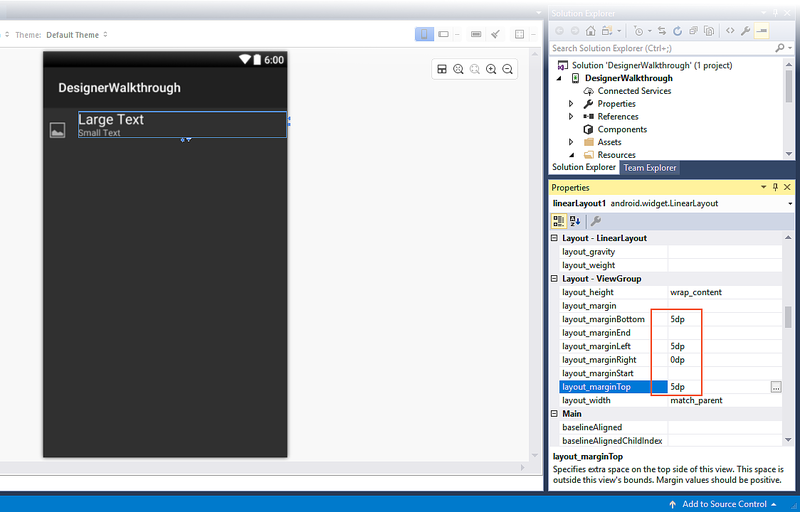 Theme: Default Theme
6:00
DesignerWalkthrough
Large Text
Small Text
Solution Explorer
Search Solution Explorer (Ctrl+;)
Solution 'DesignerWalkthrough' (1 project)
DesignerWalkthrough
Connected Services
Properties
References
Components
Assets
Resources
Solution Explorer Team Explorer
Properties
linearLayout1 android.widget.LinearLayout
Layout - LinearLayout
layout_gravity
layout_weight
Layout - ViewGroup
layout_height wrap_content
layout_margin
layout_marginBottom 5dp
layout_marginEnd
layout_marginLeft 5dp
layout_marginRight 0dp
layout_marginStart
layout_marginTop 5dp
layout_width match_parent
Main
baselineAligned
baselineAlignedChildIndex
layout_marginTop
Specifies extra space on the top side of this view. This space is
outside this view's bounds. Margin values should be positive.
Add to Source Control